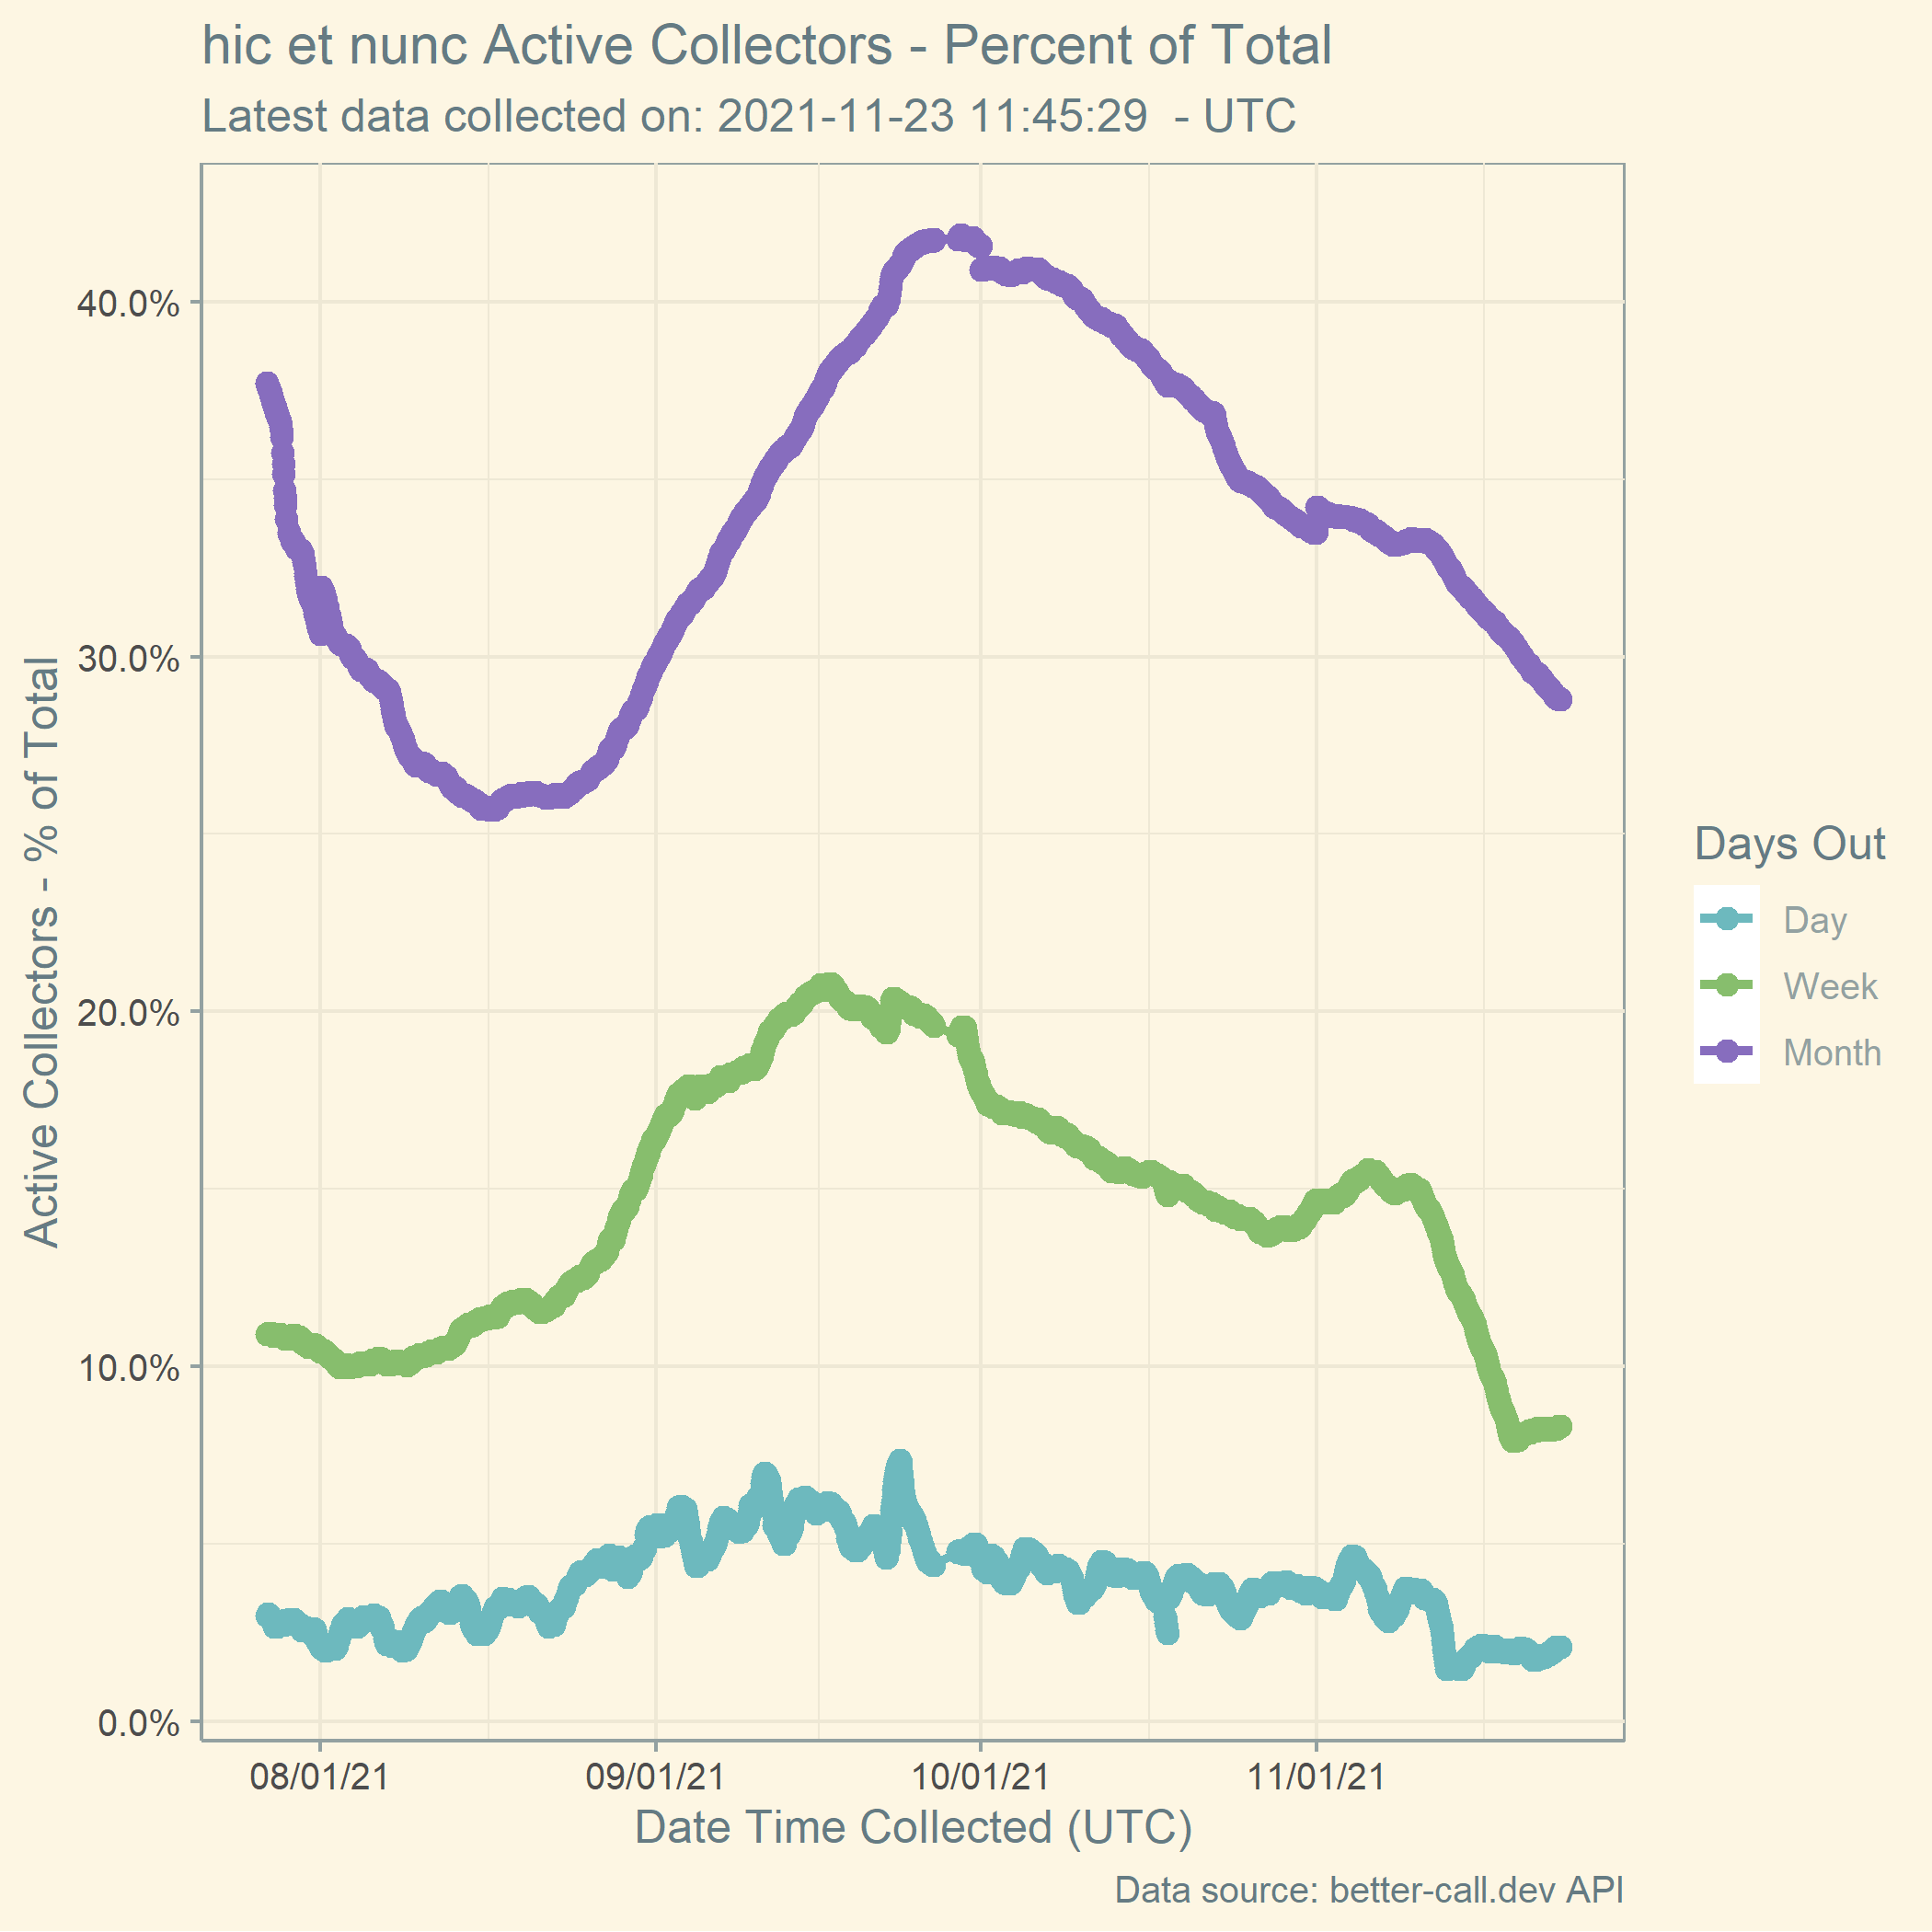 hic et nunc Active Collectors - Percent of Total
Latest data collected on: 2021-11-23 11:45:29  - UTC
Active Collectors - % of Total
40.0%
30.0%
20.0%
10.0%
0.0%
08/01/21
09/01/21
10/01/21
11/01/21
Date Time Collected (UTC)
Days Out
Day
Week
Month
Data source: better-call.dev API